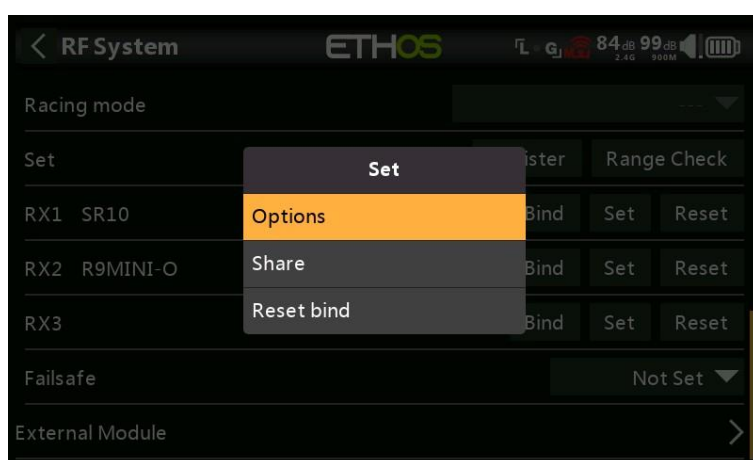 RF System ETHOS L G 84dB 99dB
2.4G 900M
Racing mode ---
Set ister Range Check
Set
RX1 SR10 Bind Set Reset
Options
Share
RX2 R9MINI-O Bind Set Reset
Reset bind
RX3 Bind Set Reset
Failsafe Not Set
External Module